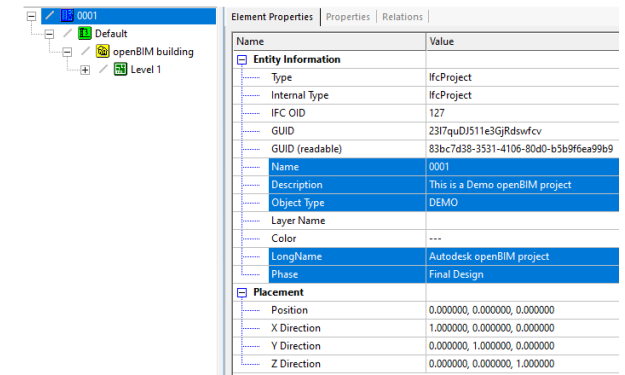 0001
Default
openBIM building
Level 1
Element Properties Properties Relations
Name Value
Entity Information
Type IfcProject
Internal Type IfcProject
IFC OID 127
GUID 23l7quDJ511e3GjRdswfcv
GUID (readable) 83bc7d38-3531-4106-80d0-b5b9f6ea99b9
Name 0001
Description This is a Demo openBIM project
Object Type DEMO
Layer Name
Color ---
LongName Autodesk openBIM project
Phase Final Design
Placement
Position 0.000000, 0.000000, 0.000000
X Direction 1.000000, 0.000000, 0.000000
Y Direction 0.000000, 1.000000, 0.000000
Z Direction 0.000000, 0.000000, 1.000000